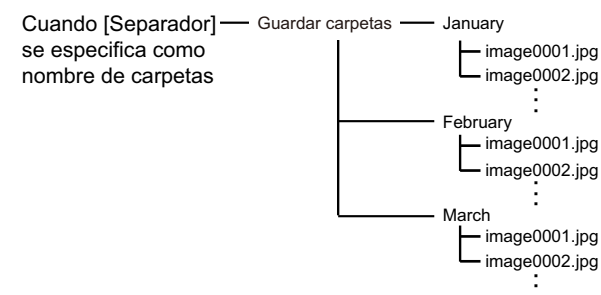 Cuando [Separador]
se especifica como
nombre de carpetas
Guardar carpetas
January
image0001.jpg
image0002.jpg
February
image0001.jpg
image0002.jpg
March
image0001.jpg
image0002.jpg